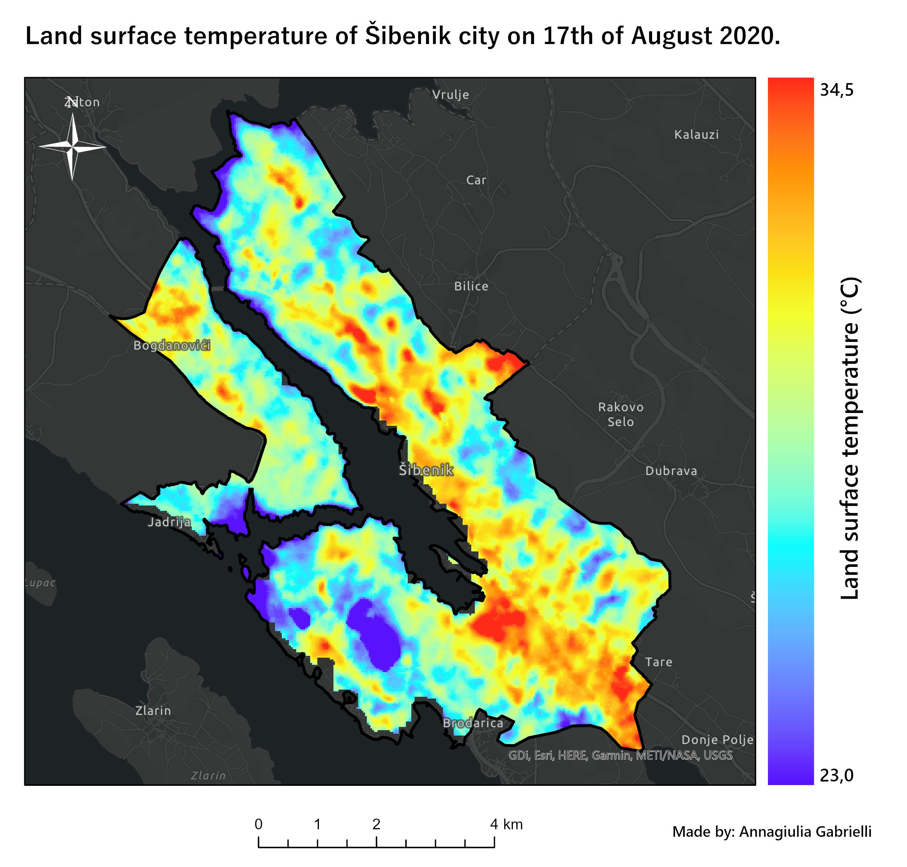 Land surface temperature of Šibenik city on 17th of August 2020.
Zaton
N
Vrulje
34,5
Kalauzi
Car
Bilice
Bogdanovići
Rakovo
Selo
Šibenik
Dubrava
Land surface temperature (°C)
Jadrija
Lupac
Š
Tare
Zlarin
Brodarica
Donje Polje
GDi, Esri, HERE, Garmin, METI/NASA, USGS
Zlarin
23,0
0 1 2 4 km
Made by: Annagiulia Gabrielli